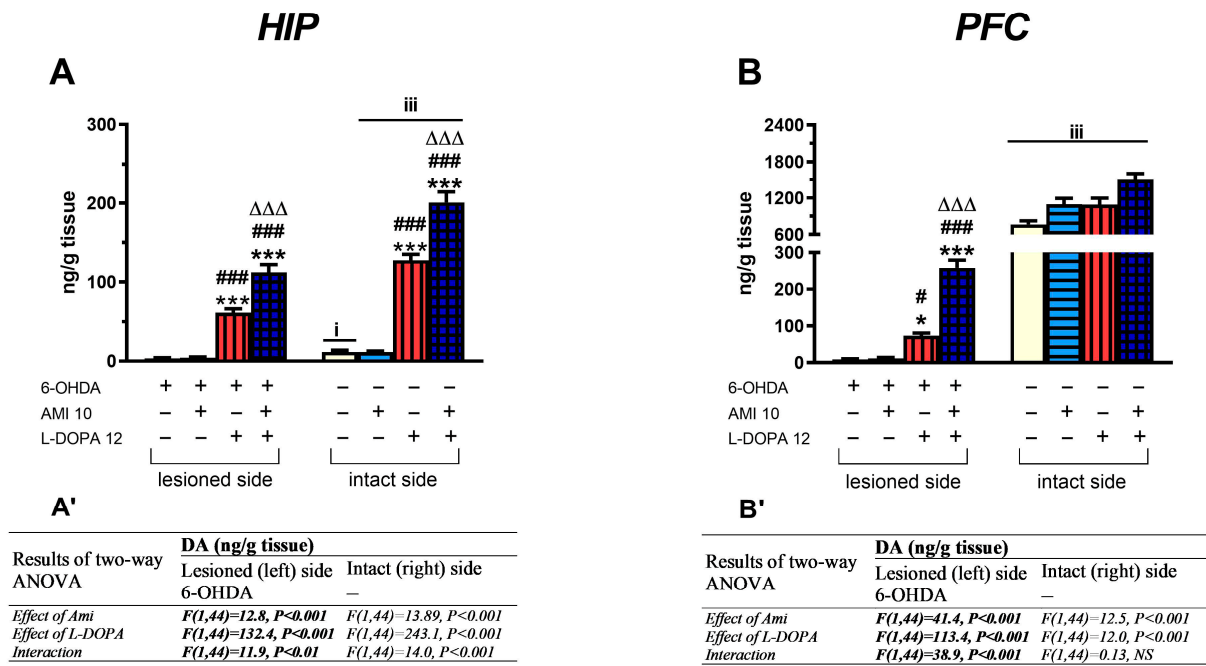 HIP
A
iii
ΔΔΔ
300
###
***
ΔΔΔ
200
###
###
***
***
100
###
***
i
0
ng/g tissue
6-OHDA + + + + − − − −
AMI 10 − + − + − + − +
L-DOPA 12 − − + + − − + +
lesioned side intact side
A'
Results of two-way ANOVA
DA (ng/g tissue)
Lesioned (left) side Intact (right) side
6-OHDA –
Effect of Ami F(1,44)=12.8, P<0.001 F(1,44)=13.89, P<0.001
Effect of L-DOPA F(1,44)=132.4, P<0.001 F(1,44)=243.1, P<0.001
Interaction F(1,44)=11.9, P<0.01 F(1,44)=14.0, P<0.001
PFC
B
iii
2400
1800
1200
600
ΔΔΔ
###
***
300
#
*
200
100
0
ng/g tissue
6-OHDA + + + + − − − −
AMI 10 − + − + − + − +
L-DOPA 12 − − + + − − + +
lesioned side intact side
B'
Results of two-way ANOVA
DA (ng/g tissue)
Lesioned (left) side Intact (right) side
6-OHDA –
Effect of Ami F(1,44)=41.4, P<0.001 F(1,44)=12.5, P<0.001
Effect of L-DOPA F(1,44)=113.4, P<0.001 F(1,44)=12.0, P<0.001
Interaction F(1,44)=38.9, P<0.001 F(1,44)=0.13, NS